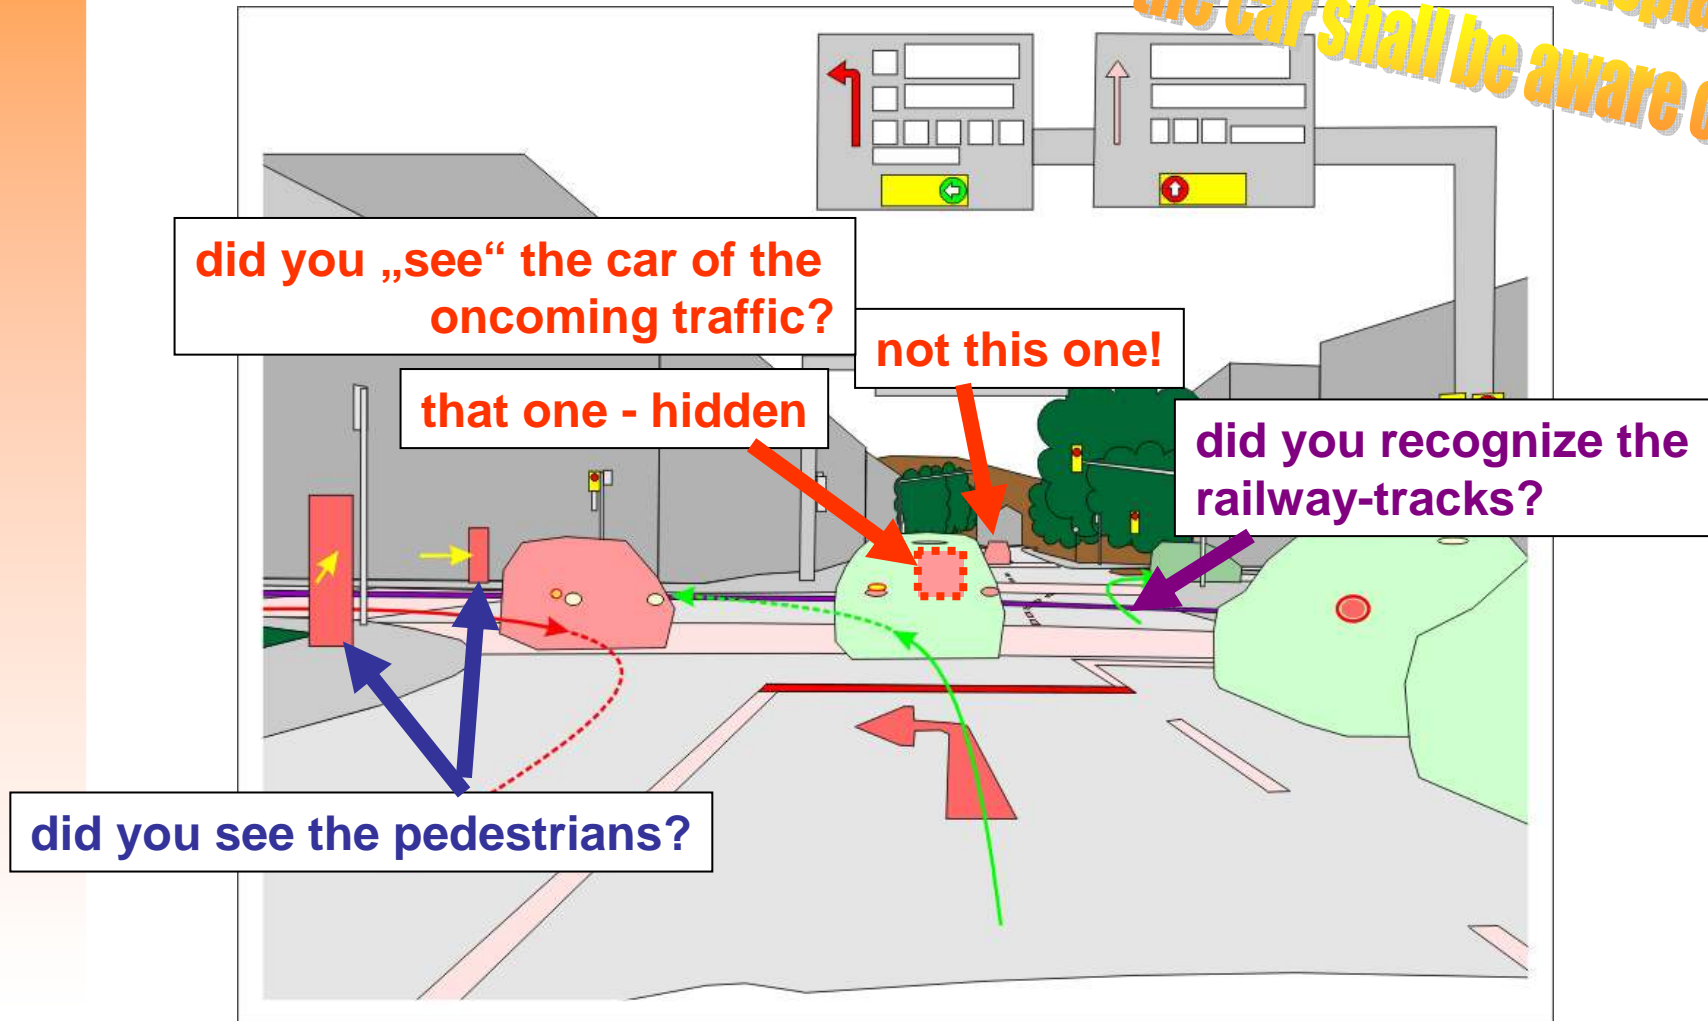 the car shall be aware
did you „see“ the car of the
oncoming traffic?
not this one!
that one - hidden
did you recognize the
railway-tracks?
did you see the pedestrians?